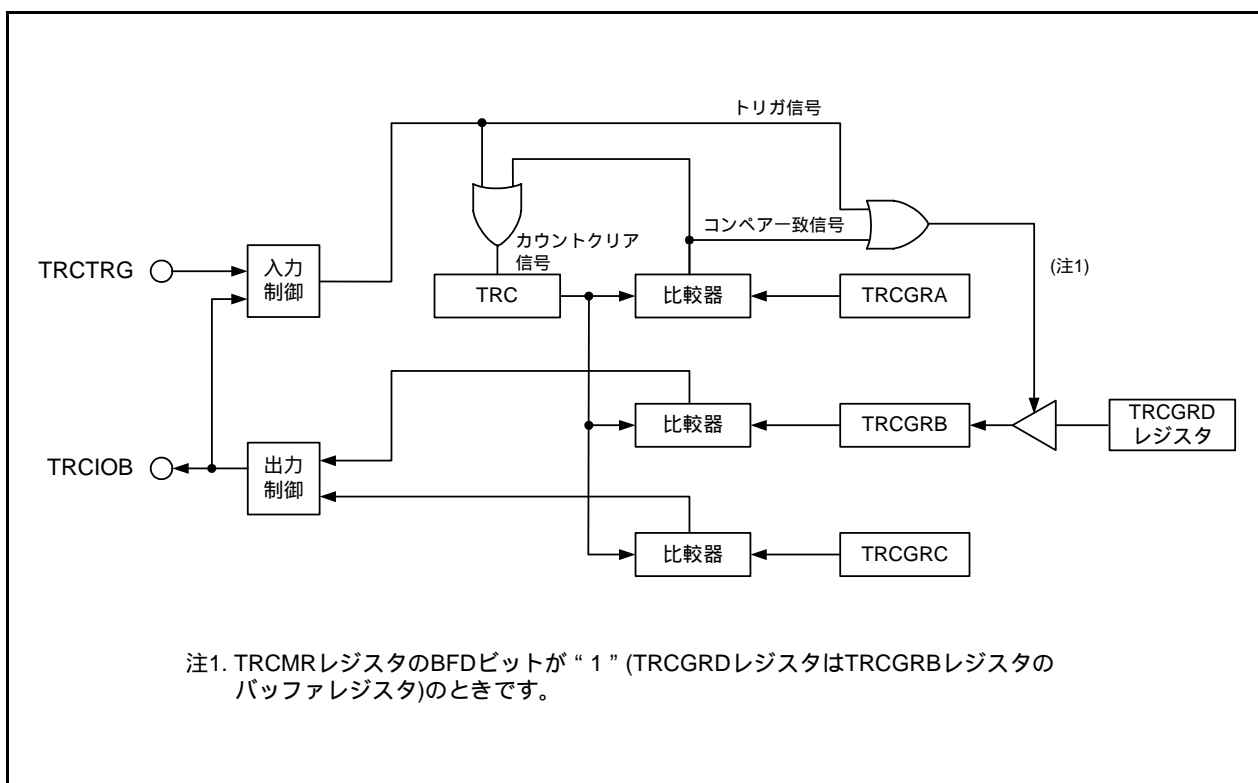 トリガ信号
コンペア一致信号
カウントクリア
信号
(注1)
TRCTRG
入力
制御
TRC
比較器
TRCGRA
比較器
TRCGRB
TRCGRD
レジスタ
TRCIOB
出力
制御
比較器
TRCGRC
注1. TRCMRレジスタのBFDビットが“1”(TRCGRDレジスタはTRCGRBレジスタの
バッファレジスタ)のときです。